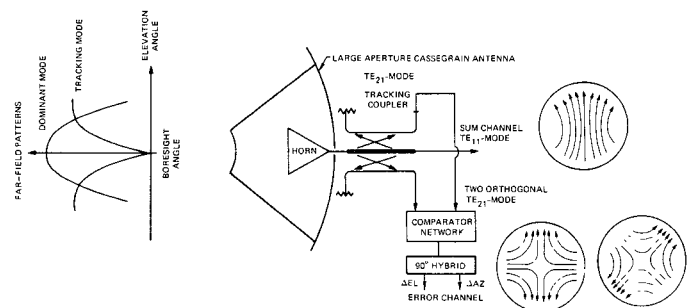 FAR-FIELD PATTERNS
DOMINANT MODE
TRACKING MODE
ELEVATION
ANGLE
BORESIGHT
ANGLE
LARGE APERTURE CASSEGRAIN ANTENNA
TE21-MODE
TRACKING
COUPLER
HORN
SUM CHANNEL
TE11-MODE
TWO ORTHOGONAL
TE21-MODE
COMPARATOR
NETWORK
90° HYBRID
ΔEL
ΔAZ
ERROR CHANNEL